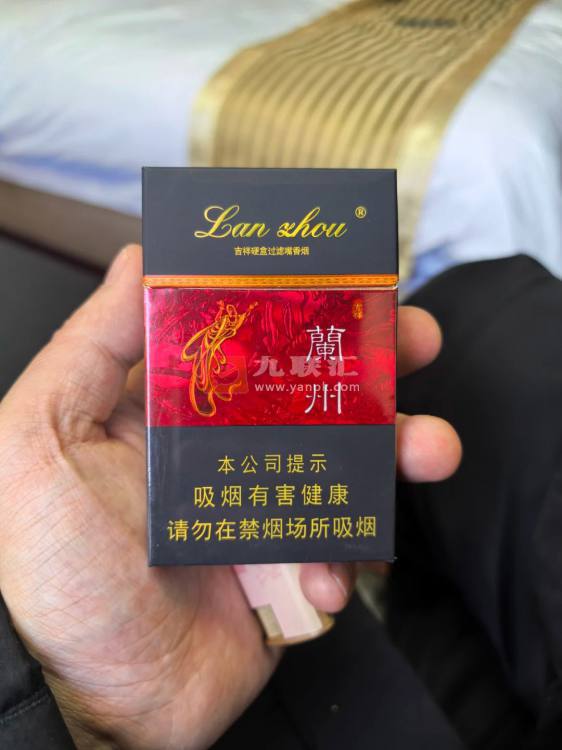 Lan zhou ®
吉祥硬盒过滤嘴香烟
吉祥
蘭
州
九联汇
www.yanpk.com
本公司提示
吸烟有害健康
请勿在禁烟场所吸烟